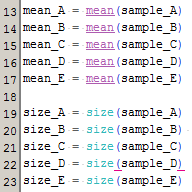 13 mean_A = mean(sample_A)
14 mean_B = mean(sample_B)
15 mean_C = mean(sample_C)
16 mean_D = mean(sample_D)
17 mean_E = mean(sample_E)
18
19 size_A = size(sample_A)
20 size_B = size(sample_B)
21 size_C = size(sample_C)
22 size_D = size(sample_D)
23 size_E = size(sample_E)